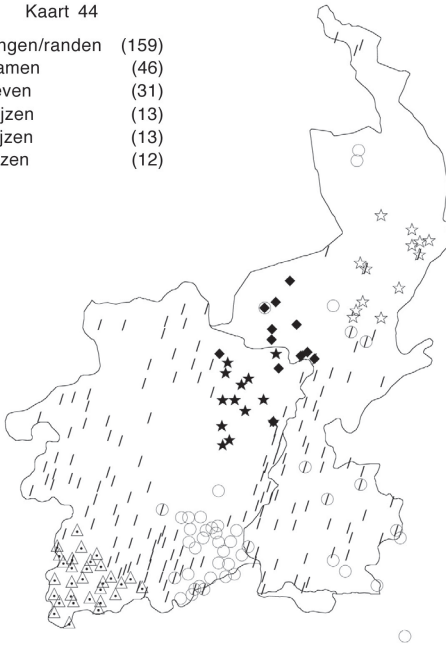 Kaart 44
ngen/randen (159)
amen (46)
even (31)
ijzen (13)
ijzen (13)
zen (12)